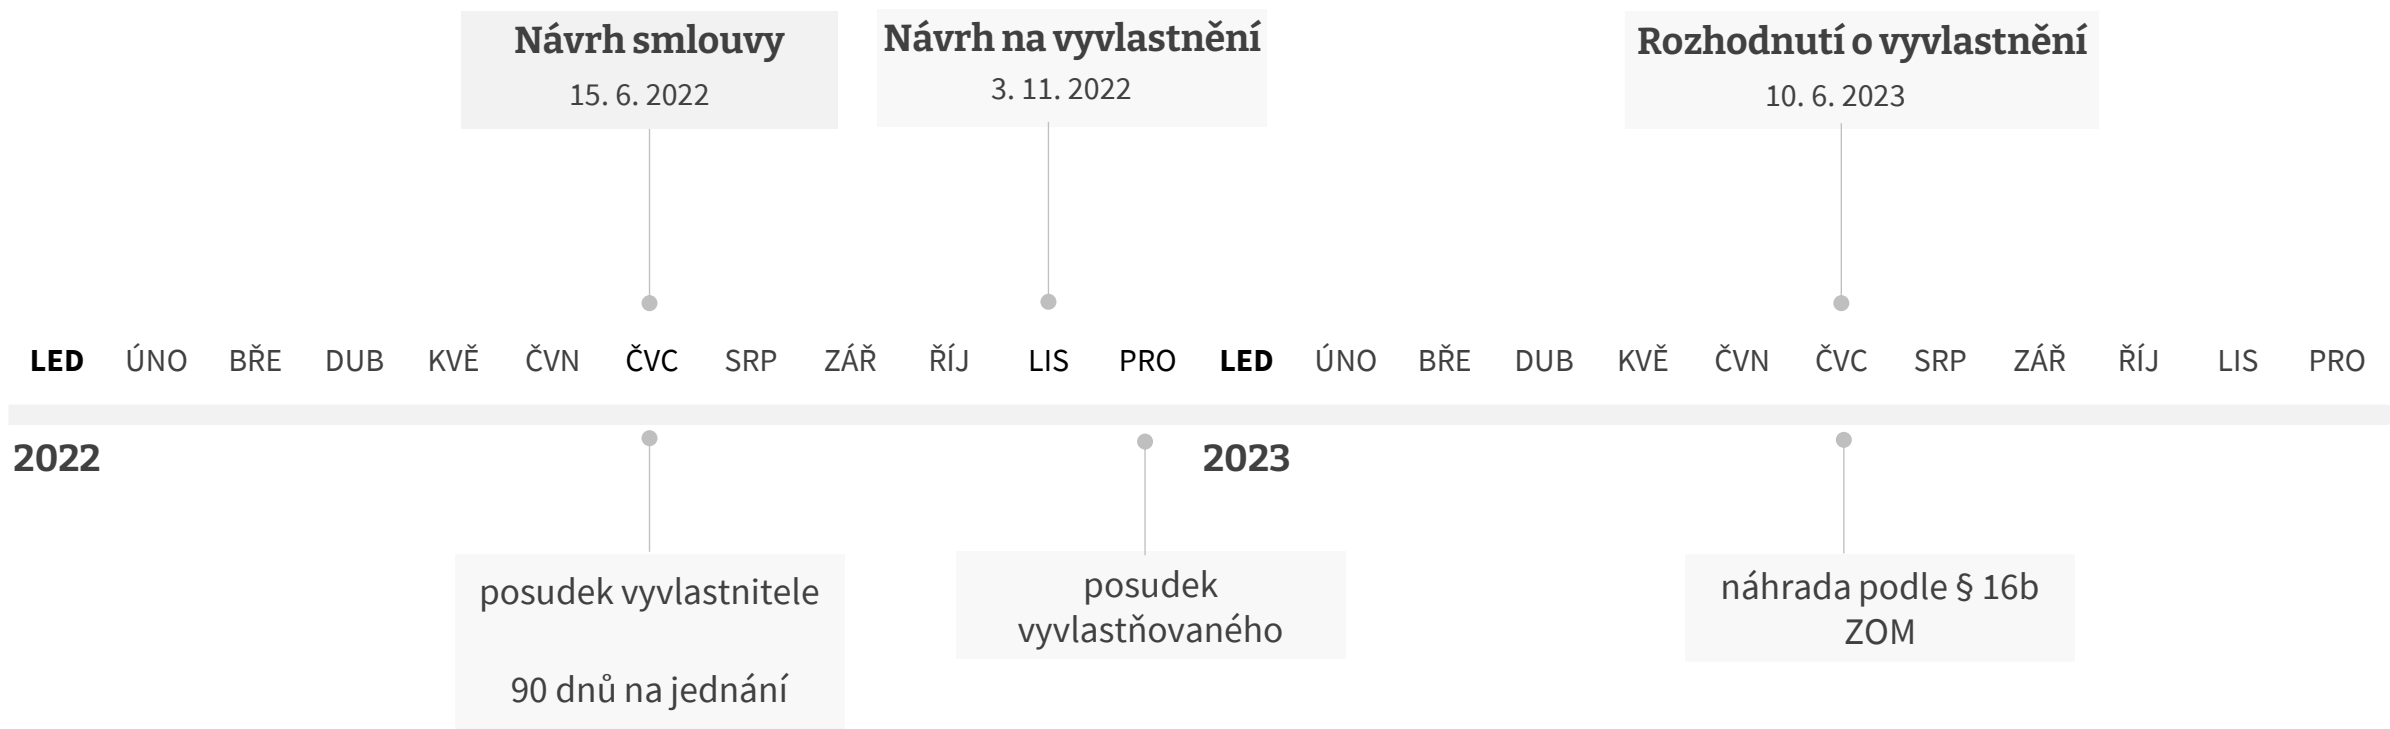 Návrh smlouvy
15. 6. 2022
Návrh na vyvlastnění
3. 11. 2022
Rozhodnutí o vyvlastnění
10. 6. 2023
LED ÚNO BŘE DUB KVĚ ČVN ČVC SRP ZÁŘ ŘÍJ LIS PRO LED ÚNO BŘE DUB KVĚ ČVN ČVC SRP ZÁŘ ŘÍJ LIS PRO
2022 2023
posudek vyvlastnitele
90 dnů na jednání
posudek
vyvlastňovaného
náhrada podle § 16b
ZOM